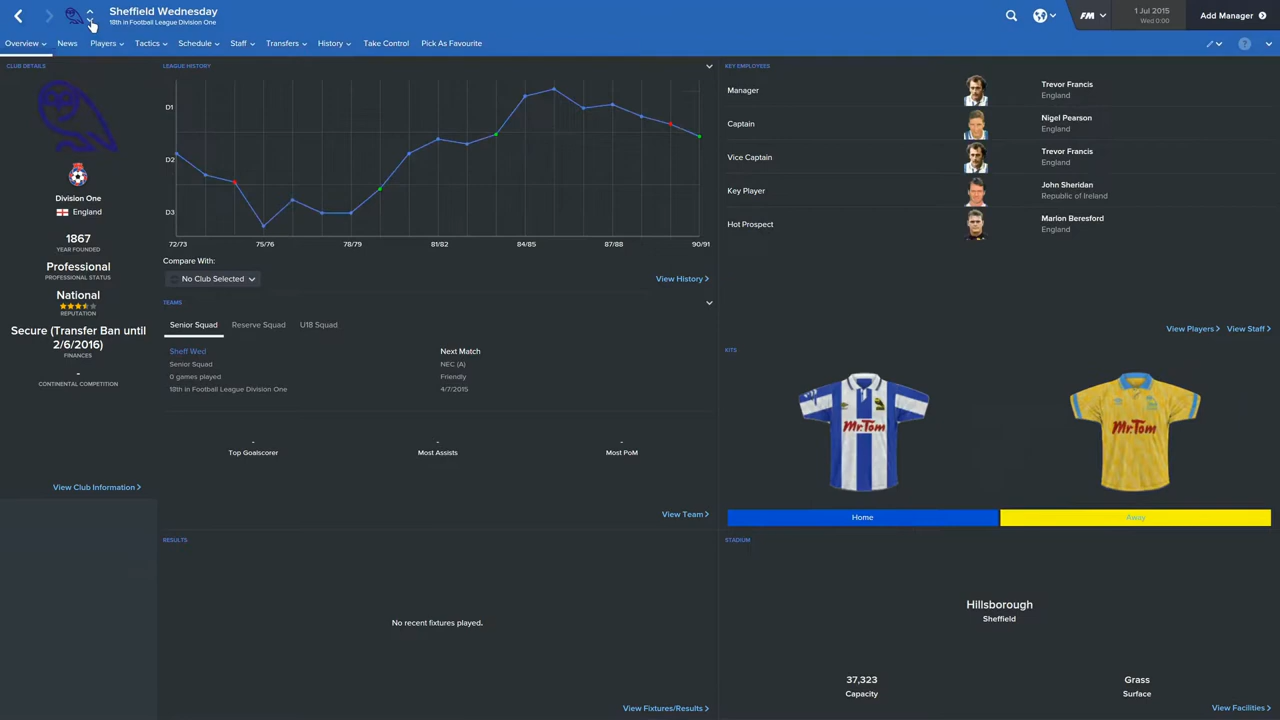 Sheffield Wednesday
18th in Football League Division One
FM
1 Jul 2015
Wed 0:00
Add Manager
Overview
News
Players
Tactics
Schedule
Staff
Transfers
History
Take Control
Pick As Favourite
?
CLUB DETAILS
Division One
England
1867
YEAR FOUNDED
Professional
PROFESSIONAL STATUS
National
REPUTATION
Secure (Transfer Ban until
2/6/2016)
FINANCES
-
CONTINENTAL COMPETITION
View Club Information >
LEAGUE HISTORY
D1
D2
D3
72/73
75/76
78/79
81/82
84/85
87/88
90/91
Compare With:
No Club Selected
View History >
TEAMS
Senior Squad
Reserve Squad
U18 Squad
Sheff Wed
Senior Squad
0 games played
18th in Football League Division One
Next Match
NEC (A)
Friendly
4/7/2015
-
Top Goalscorer
-
Most Assists
-
Most PoM
View Team >
RESULTS
No recent fixtures played.
View Fixtures/Results >
KEY EMPLOYEES
Manager
Trevor Francis
England
Captain
Nigel Pearson
England
Vice Captain
Trevor Francis
England
Key Player
John Sheridan
Republic of Ireland
Hot Prospect
Marlon Beresford
England
View Players >
View Staff >
KITS
Mr.Tom
Mr.Tom
Home
Away
STADIUM
Hillsborough
Sheffield
37,323
Capacity
Grass
Surface
View Facilities >